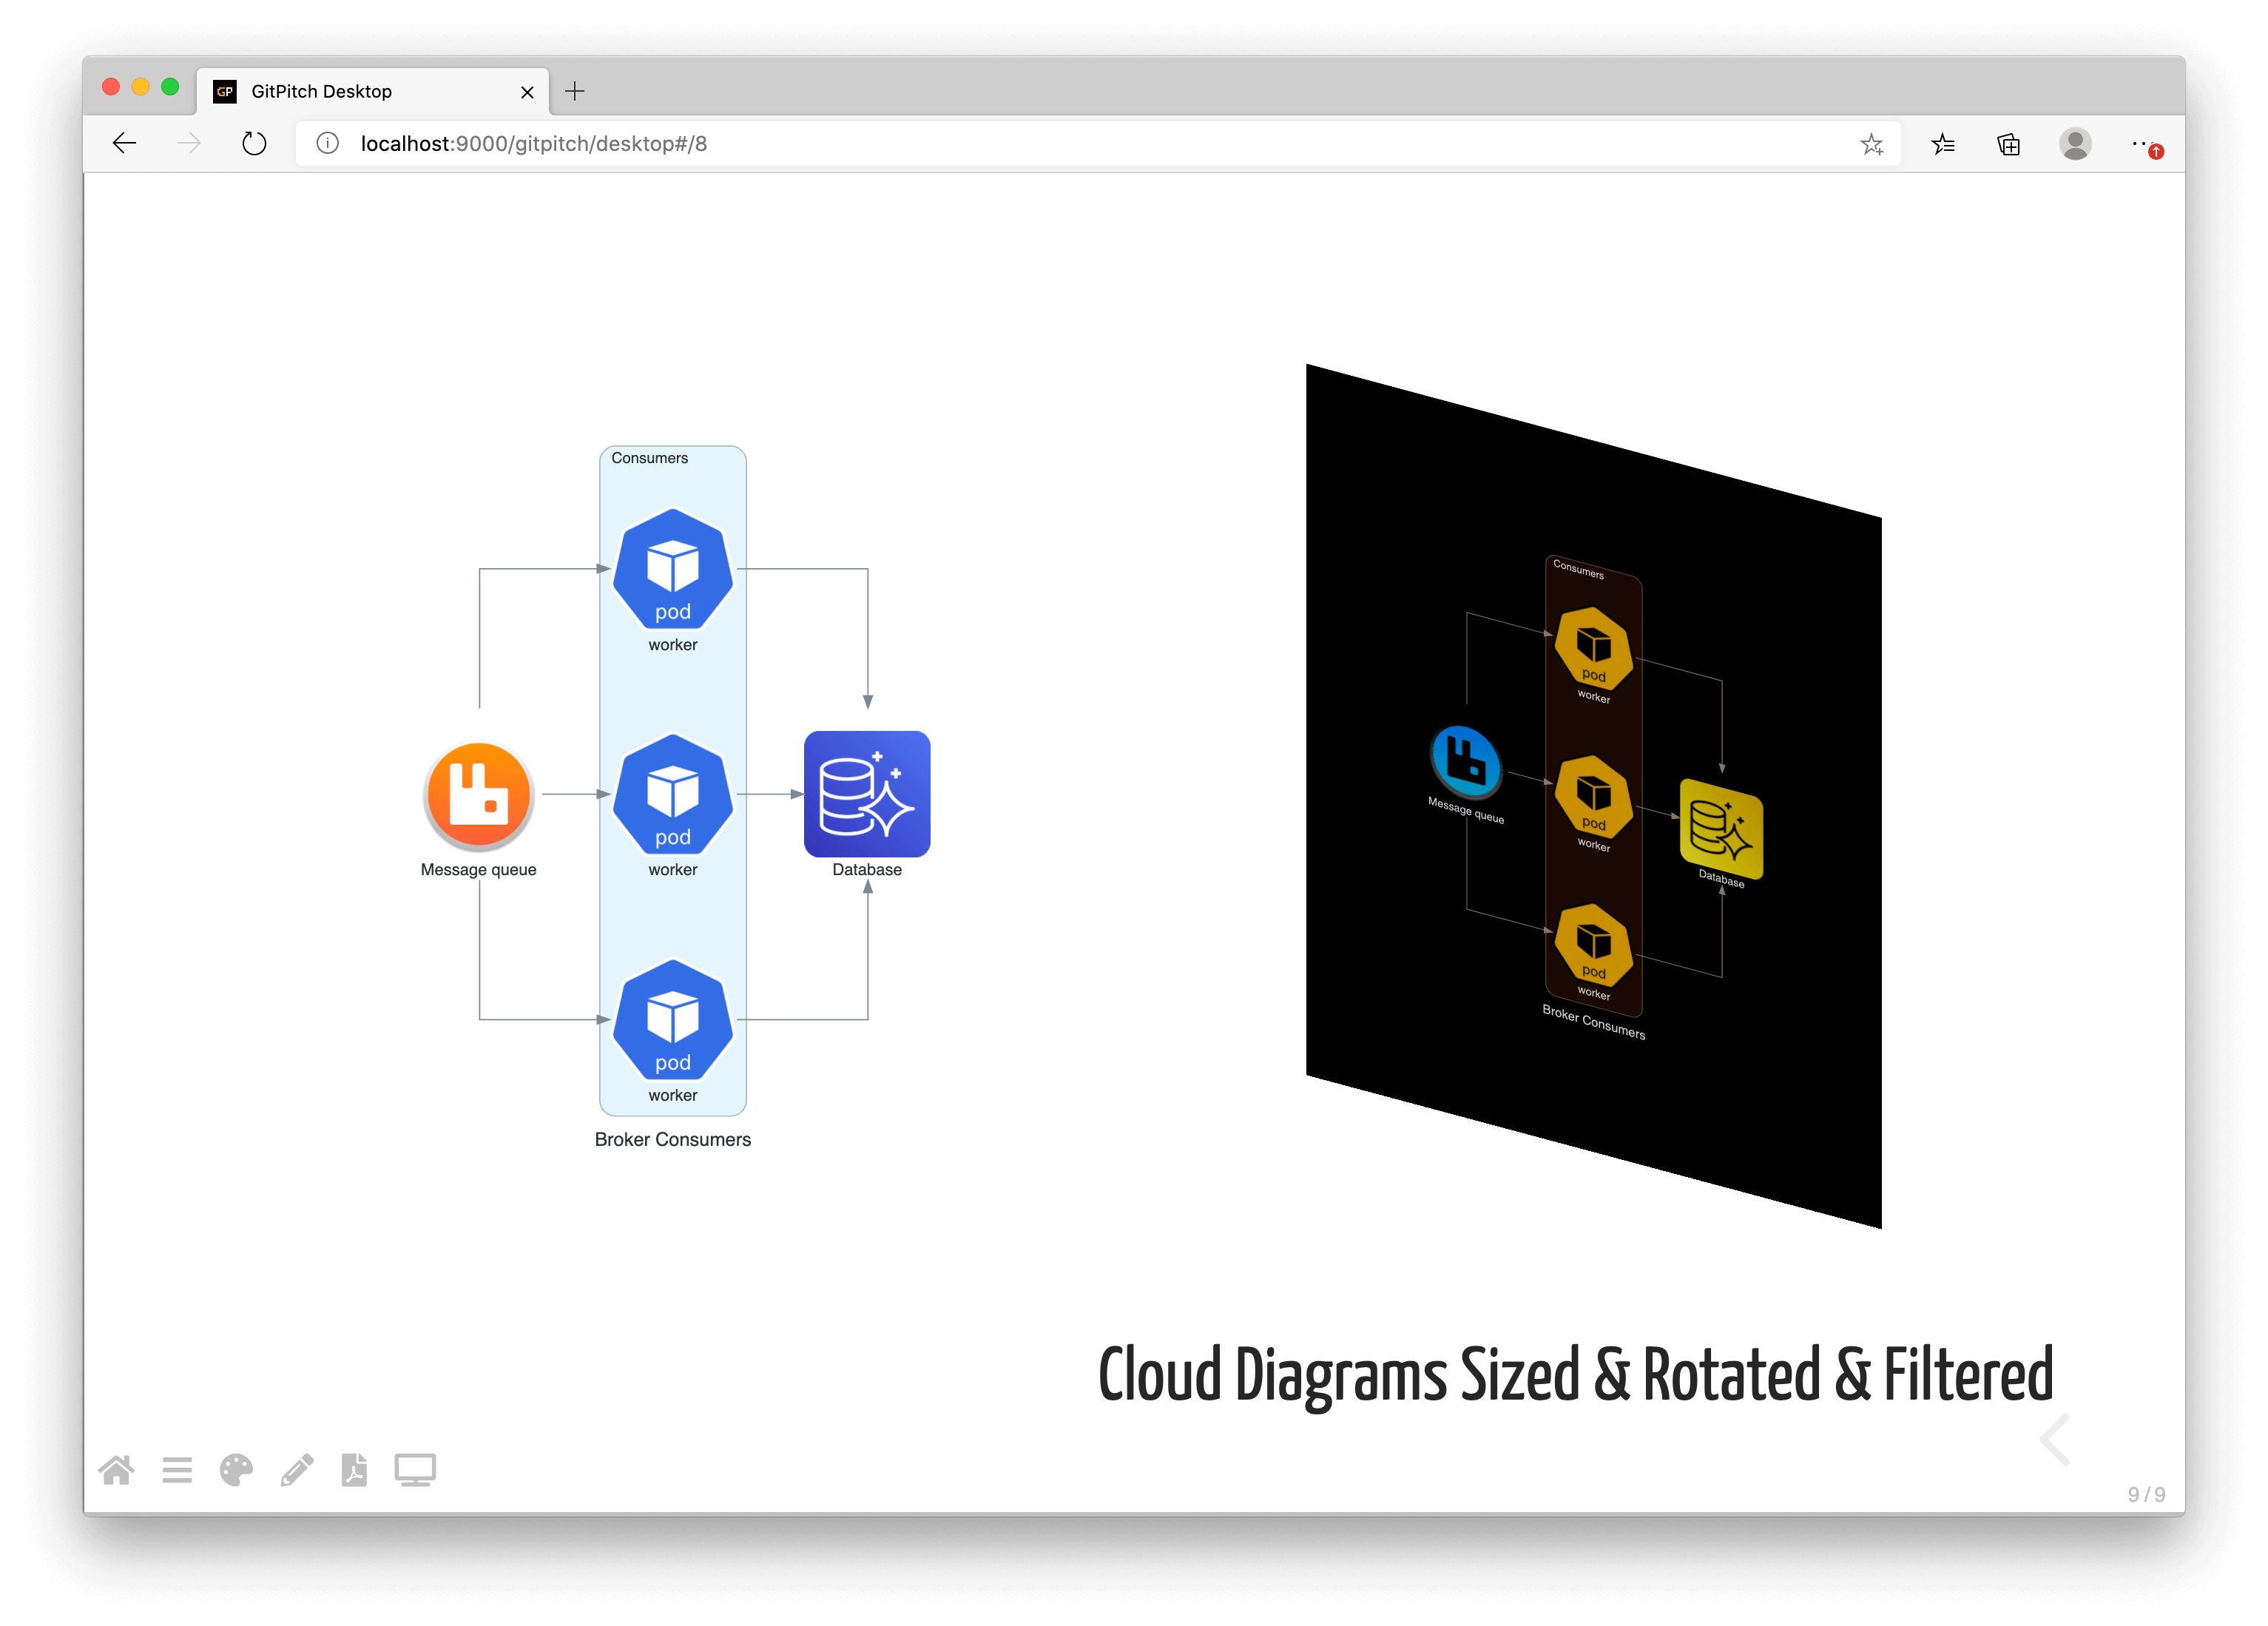 GP GitPitch Desktop
localhost:9000/gitpitch/desktop#/8
Consumers
pod
worker
Message queue
pod
worker
Database
pod
worker
Broker Consumers
Consumers
pod
worker
Message queue
pod
worker
Database
pod
worker
Broker Consumers
Cloud Diagrams Sized & Rotated & Filtered
9 / 9